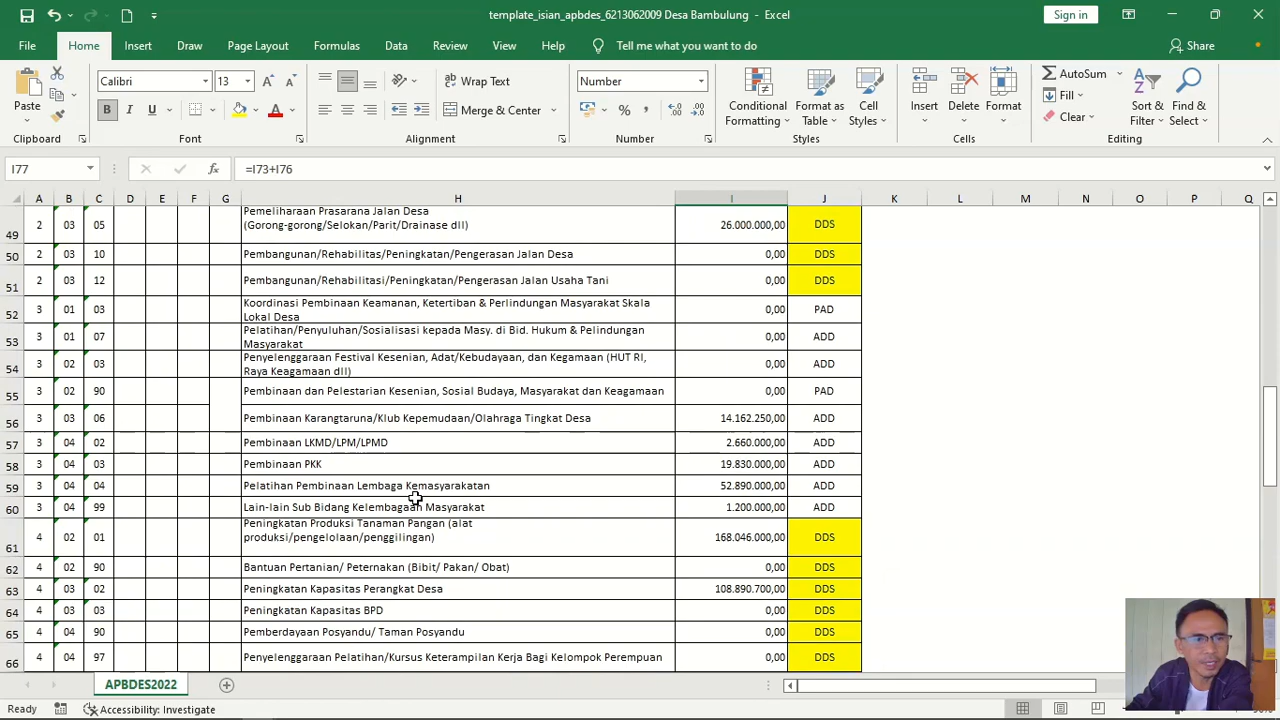 template_isian_apbdes_6213062009 Desa Bambulung - Excel
Sign in
File Home Insert Draw Page Layout Formulas Data Review View Help Tell me what you want to do Share
Calibri 13 Wrap Text Number AutoSum
Paste Merge & Center Conditional Formatting Format as Table Cell Styles Insert Delete Format Fill Clear Sort & Filter Find & Select
Clipboard Font Alignment Number Styles Cells Editing
I77 fx =I73+I76
A B C D E F G H I J K L M N O P Q
49 2 03 05 Pemeliharaan Prasarana Jalan Desa
(Gorong-gorong/Selokan/Parit/Drainase dll) 26.000.000,00 DDS
50 2 03 10 Pembangunan/Rehabilitas/Peningkatan/Pengerasan Jalan Desa 0,00 DDS
51 2 03 12 Pembangunan/Rehabilitasi/Peningkatan/Pengerasan Jalan Usaha Tani 0,00 DDS
52 3 01 03 Koordinasi Pembinaan Keamanan, Ketertiban & Perlindungan Masyarakat Skala
Lokal Desa 0,00 PAD
53 3 01 07 Pelatihan/Penyuluhan/Sosialisasi kepada Masy. di Bid. Hukum & Pelindungan
Masyarakat 0,00 ADD
54 3 02 03 Penyelenggaraan Festival Kesenian, Adat/Kebudayaan, dan Kegamaan (HUT RI,
Raya Keagamaan dll) 0,00 ADD
55 3 02 90 Pembinaan dan Pelestarian Kesenian, Sosial Budaya, Masyarakat dan Keagamaan 0,00 PAD
56 3 03 06 Pembinaan Karangtaruna/Klub Kepemudaan/Olahraga Tingkat Desa 14.162.250,00 ADD
57 3 04 02 Pembinaan LKMD/LPM/LPMD 2.660.000,00 ADD
58 3 04 03 Pembinaan PKK 19.830.000,00 ADD
59 3 04 04 Pelatihan Pembinaan Lembaga Kemasyarakatan 52.890.000,00 ADD
60 3 04 99 Lain-lain Sub Bidang Kelembagaan Masyarakat 1.200.000,00 ADD
61 4 02 01 Peningkatan Produksi Tanaman Pangan (alat
produksi/pengelolaan/penggilingan) 168.046.000,00 DDS
62 4 02 90 Bantuan Pertanian/ Peternakan (Bibit/ Pakan/ Obat) 0,00 DDS
63 4 03 02 Peningkatan Kapasitas Perangkat Desa 108.890.700,00 DDS
64 4 03 03 Peningkatan Kapasitas BPD 0,00 DDS
65 4 04 90 Pemberdayaan Posyandu/ Taman Posyandu 0,00 DDS
66 4 04 97 Penyelenggaraan Pelatihan/Kursus Keterampilan Kerja Bagi Kelompok Perempuan 0,00 DDS
APBDES2022
Ready Accessibility: Investigate